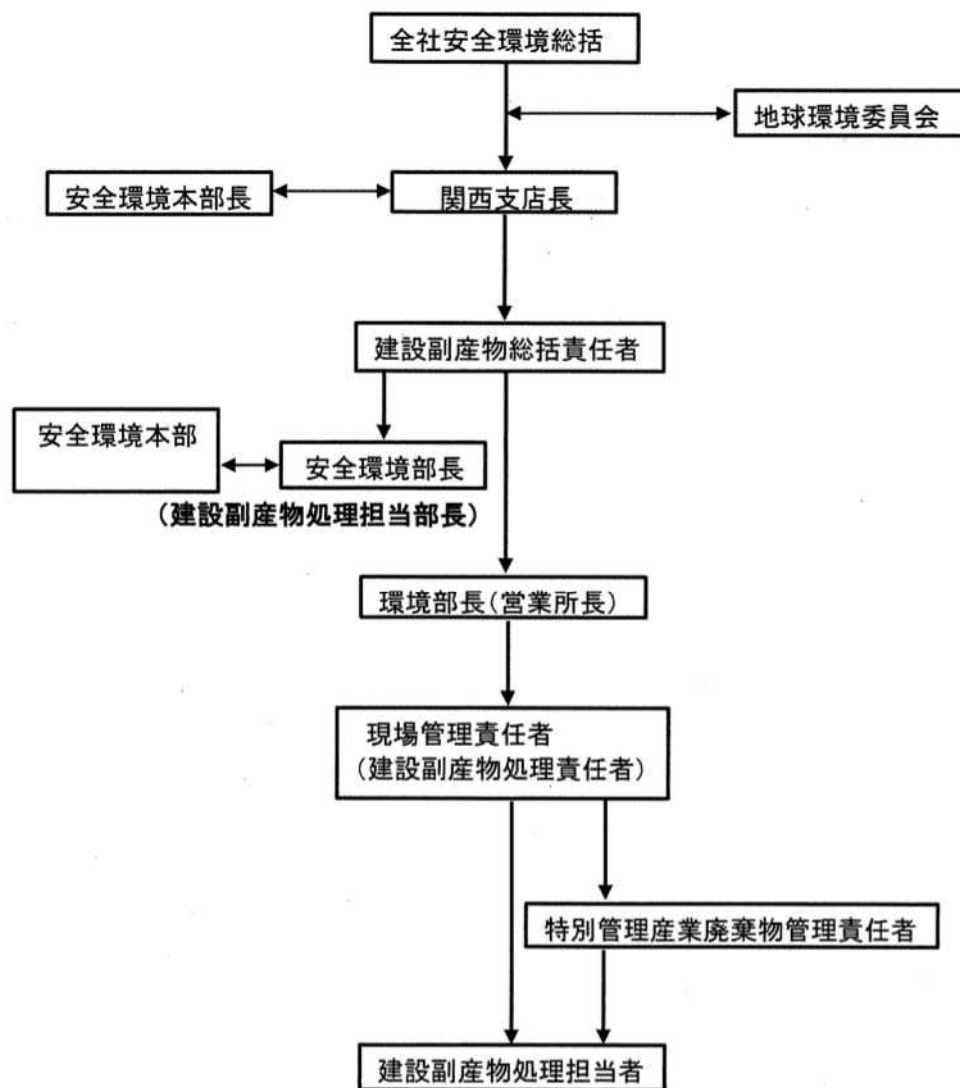 全社安全環境総括
地球環境委員会
安全環境本部長
関西支店長
建設副産物総括責任者
安全環境本部
安全環境部長
（建設副産物処理担当部長）
環境部長（営業所長）
現場管理責任者
（建設副産物処理責任者）
特別管理産業廃棄物管理責任者
建設副産物処理担当者